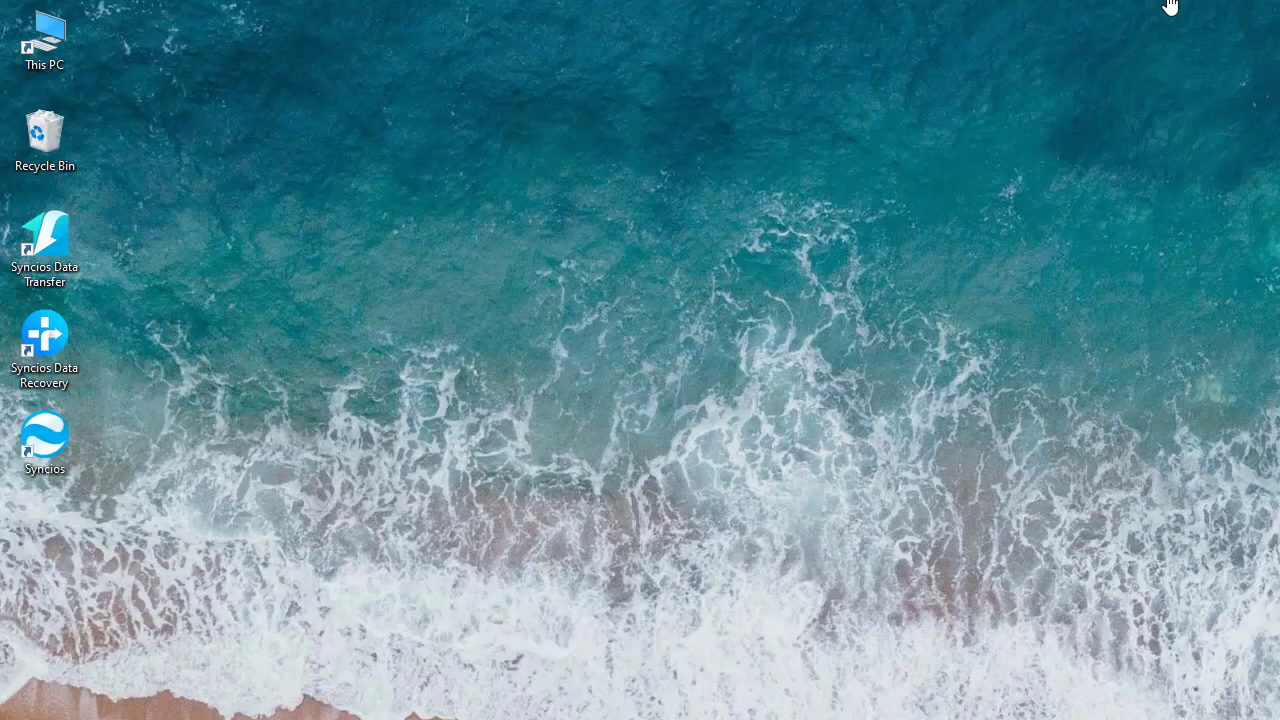 This PC
Recycle Bin
Syncios Data
Transfer
Syncios Data
Recovery
Syncios